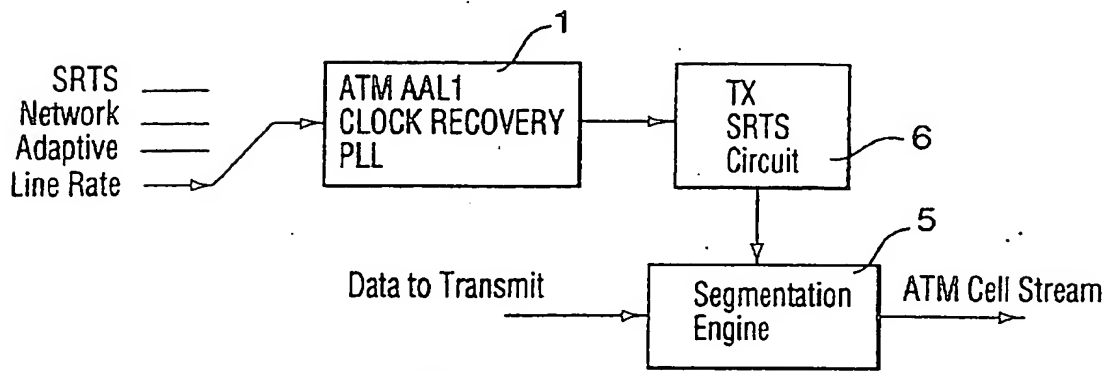 1
SRTS
Network
Adaptive
Line Rate
ATM AAL1
CLOCK RECOVERY
PLL
TX
SRTS
Circuit
6
5
Data to Transmit
Segmentation
Engine
ATM Cell Stream